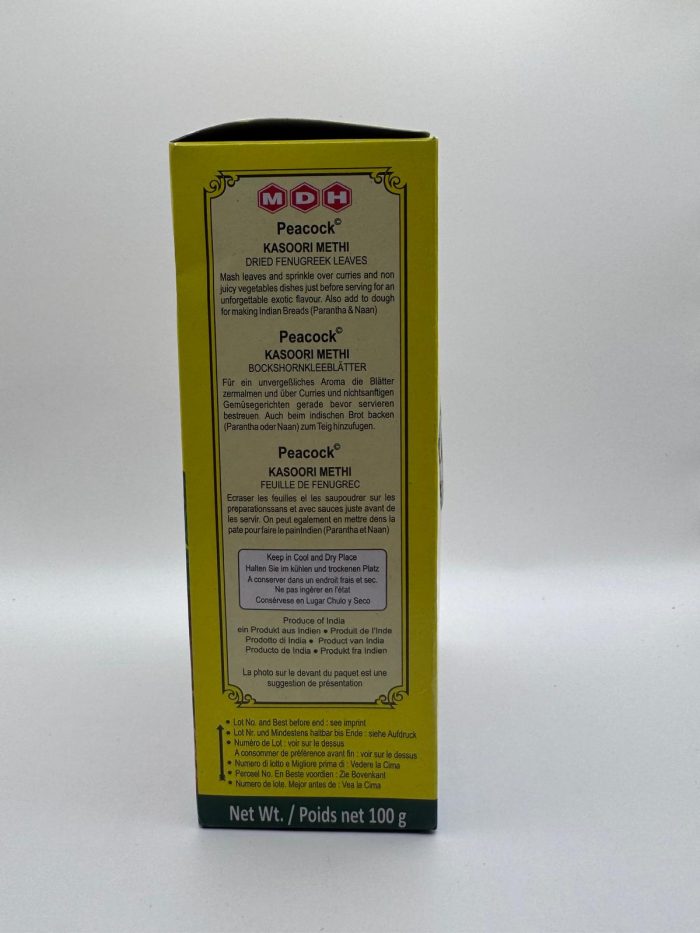 MDH
Peacock©
KASOORI METHI
DRIED FENUGREEK LEAVES
Mash leaves and sprinkle over curries and non
juicy vegetables dishes just before serving for an
unforgettable exotic flavour. Also add to dough
for making Indian Breads (Parantha & Naan)
Peacock©
KASOORI METHI
BOCKSHORNKLEEBLÄTTER
Für ein unvergeßliches Aroma die Blätter
zermalmen und über Curries und nichtsanftigen
Gemüsegerichten gerade bevor servieren
bestreuen. Auch beim indischen Brot backen
(Parantha oder Naan) zum Teig hinzufugen.
Peacock©
KASOORI METHI
FEUILLE DE FENUGREC
Ecraser les feuilles el les saupoudrer sur les
preparationssans et avec sauces juste avant de
les servir. On peut egalement en mettre dens la
pate pour faire le painIndien (Parantha et Naan)
Keep in Cool and Dry Place
Halten Sie im kühlen und trockenen Platz
A conserver dans un endroit frais et sec.
Ne pas ingérer en l'état
Consérvese en Lugar Chulo y Seco
Produce of India
ein Produkt aus Indien ● Produit de l'Inde
Prodotto di India ● Product van India
Producto de India ● Produkt fra Indien
La photo sur le devant du paquet est une
suggestion de présentation
● Lot No. and Best before end : see imprint
● Lot Nr. und Mindestens haltbar bis Ende : siehe Aufdruck
● Numéro de Lot : voir sur le dessus
A consommer de préférence avant fin : voir sur le dessus
● Numero di lotto e Migliore prima di : Vedere la Cima
● Perceel No. En Beste voordien : Zie Bovenkant
● Numero de lote. Mejor antes de : Vea la Cima
Net Wt. / Poids net 100 g